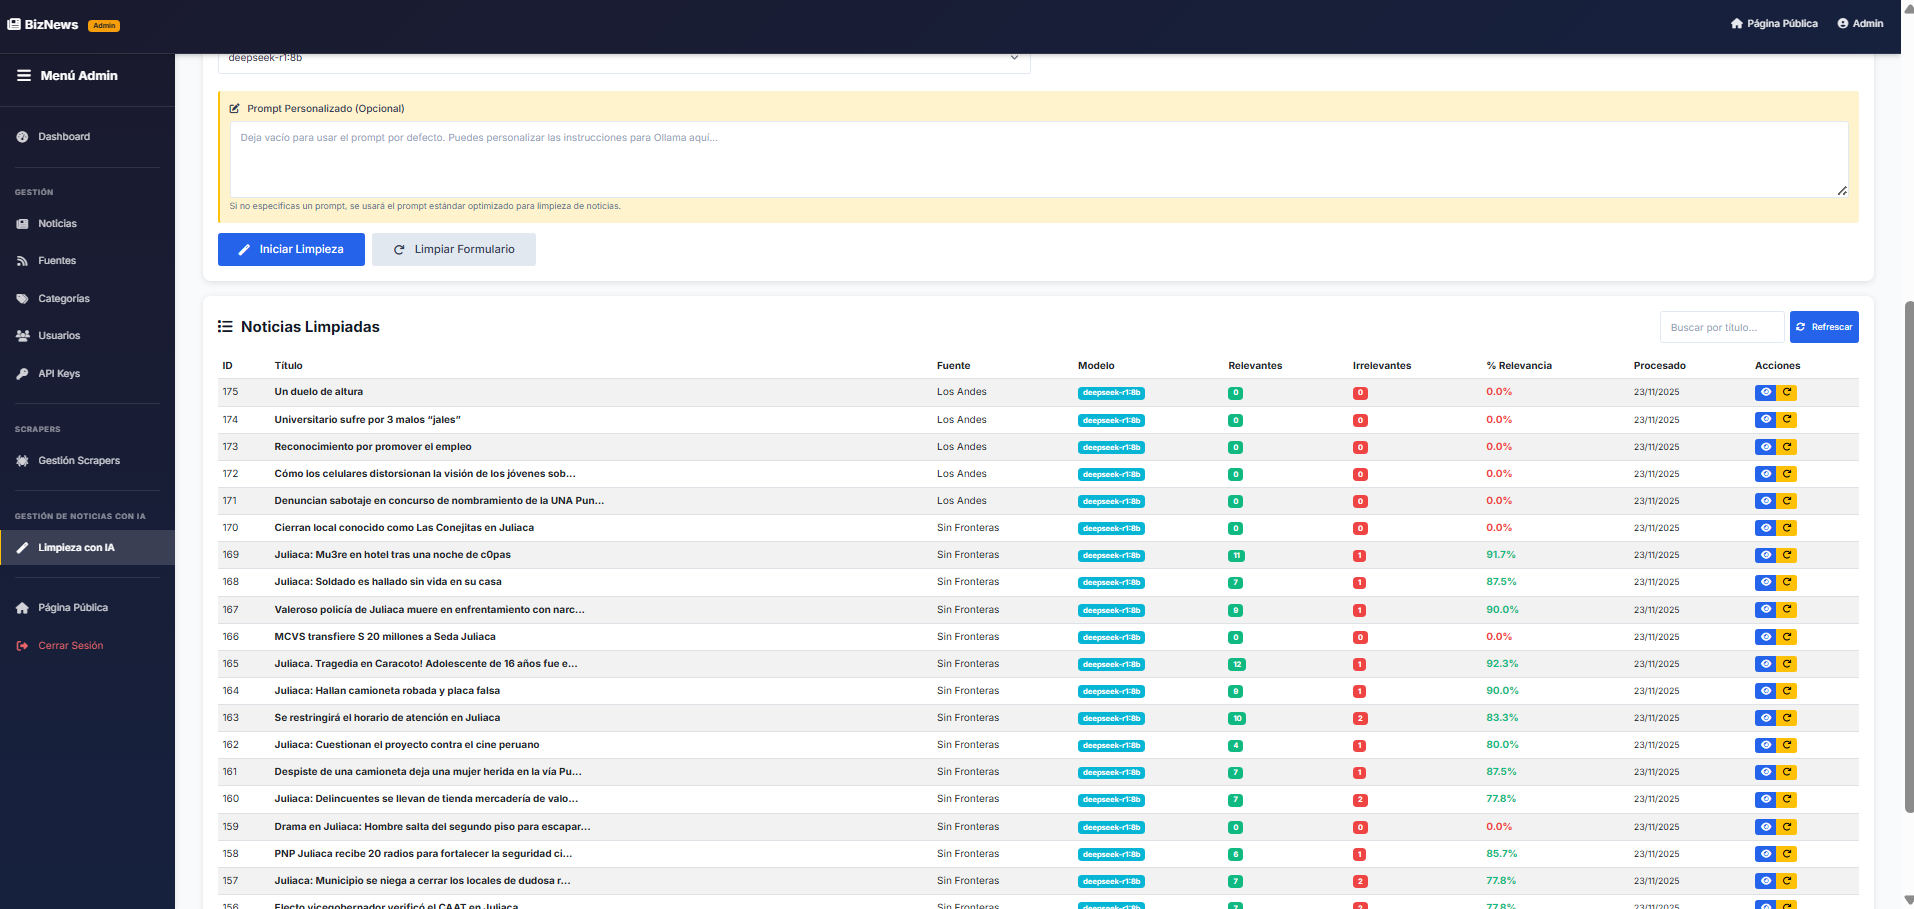 BizNews Admin
Página Pública Admin
Menú Admin
Dashboard
GESTIÓN
Noticias
Fuentes
Categorías
Usuarios
API Keys
SCRAPERS
Gestión Scrapers
GESTIÓN DE NOTICIAS CON IA
Limpieza con IA
Página Pública
Cerrar Sesión
deepseek-r1:8b
Prompt Personalizado (Opcional)
Deja vacío para usar el prompt por defecto. Puedes personalizar las instrucciones para Ollama aquí...
Si no especificas un prompt, se usará el prompt estándar optimizado para limpieza de noticias.
Iniciar Limpieza Limpiar Formulario
Noticias Limpiadas Buscar por título... Refrescar
ID Título Fuente Modelo Relevantes Irrelevantes % Relevancia Procesado Acciones
175 Un duelo de altura Los Andes deepseek-r1:8b 0 0 0.0% 23/11/2025
174 Universitario sufre por 3 malos “jales” Los Andes deepseek-r1:8b 0 0 0.0% 23/11/2025
173 Reconocimiento por promover el empleo Los Andes deepseek-r1:8b 0 0 0.0% 23/11/2025
172 Cómo los celulares distorsionan la visión de los jóvenes sob... Los Andes deepseek-r1:8b 0 0 0.0% 23/11/2025
171 Denuncian sabotaje en concurso de nombramiento de la UNA Pun... Los Andes deepseek-r1:8b 0 0 0.0% 23/11/2025
170 Cierran local conocido como Las Conejitas en Juliaca Sin Fronteras deepseek-r1:8b 0 0 0.0% 23/11/2025
169 Juliaca: Mu3re en hotel tras una noche de c0pas Sin Fronteras deepseek-r1:8b 11 1 91.7% 23/11/2025
168 Juliaca: Soldado es hallado sin vida en su casa Sin Fronteras deepseek-r1:8b 7 1 87.5% 23/11/2025
167 Valeroso policía de Juliaca muere en enfrentamiento con narc... Sin Fronteras deepseek-r1:8b 9 1 90.0% 23/11/2025
166 MCVS transfiere S 20 millones a Seda Juliaca Sin Fronteras deepseek-r1:8b 0 0 0.0% 23/11/2025
165 Juliaca. Tragedia en Caracoto! Adolescente de 16 años fue e... Sin Fronteras deepseek-r1:8b 12 1 92.3% 23/11/2025
164 Juliaca: Hallan camioneta robada y placa falsa Sin Fronteras deepseek-r1:8b 9 1 90.0% 23/11/2025
163 Se restringirá el horario de atención en Juliaca Sin Fronteras deepseek-r1:8b 10 2 83.3% 23/11/2025
162 Juliaca: Cuestionan el proyecto contra el cine peruano Sin Fronteras deepseek-r1:8b 4 1 80.0% 23/11/2025
161 Despiste de una camioneta deja una mujer herida en la vía Pu... Sin Fronteras deepseek-r1:8b 7 1 87.5% 23/11/2025
160 Juliaca: Delincuentes se llevan de tienda mercadería de valo... Sin Fronteras deepseek-r1:8b 7 2 77.8% 23/11/2025
159 Drama en Juliaca: Hombre salta del segundo piso para escapar... Sin Fronteras deepseek-r1:8b 0 0 0.0% 23/11/2025
158 PNP Juliaca recibe 20 radios para fortalecer la seguridad ci... Sin Fronteras deepseek-r1:8b 6 1 85.7% 23/11/2025
157 Juliaca: Municipio se niega a cerrar los locales de dudosa r... Sin Fronteras deepseek-r1:8b 7 2 77.8% 23/11/2025
156 Electo vicegobernador verificó el CAAT en Juliaca Sin Fronteras deepseek-r1:8b 7 2 77.8% 23/11/2025